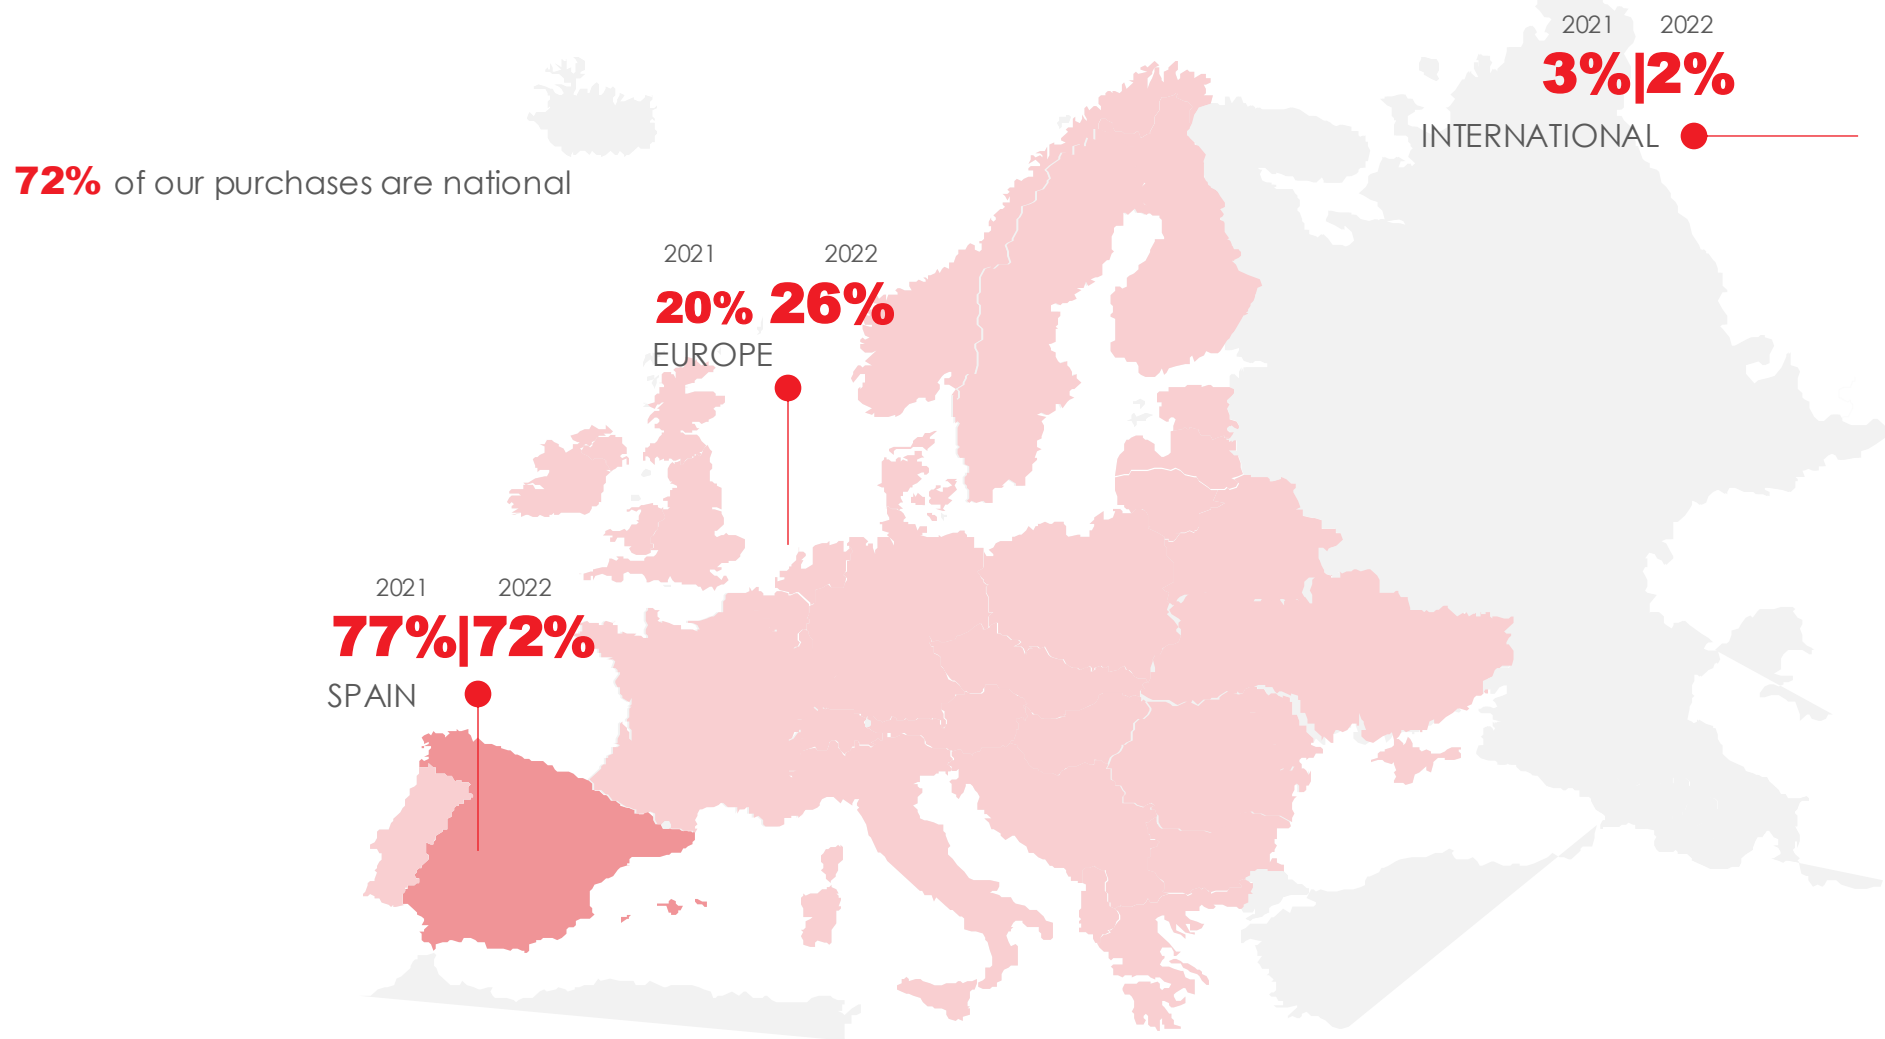 2021 2022
3%|2%
INTERNATIONAL
72% of our purchases are national
2021 2022
20% 26%
EUROPE
2021 2022
77%|72%
SPAIN